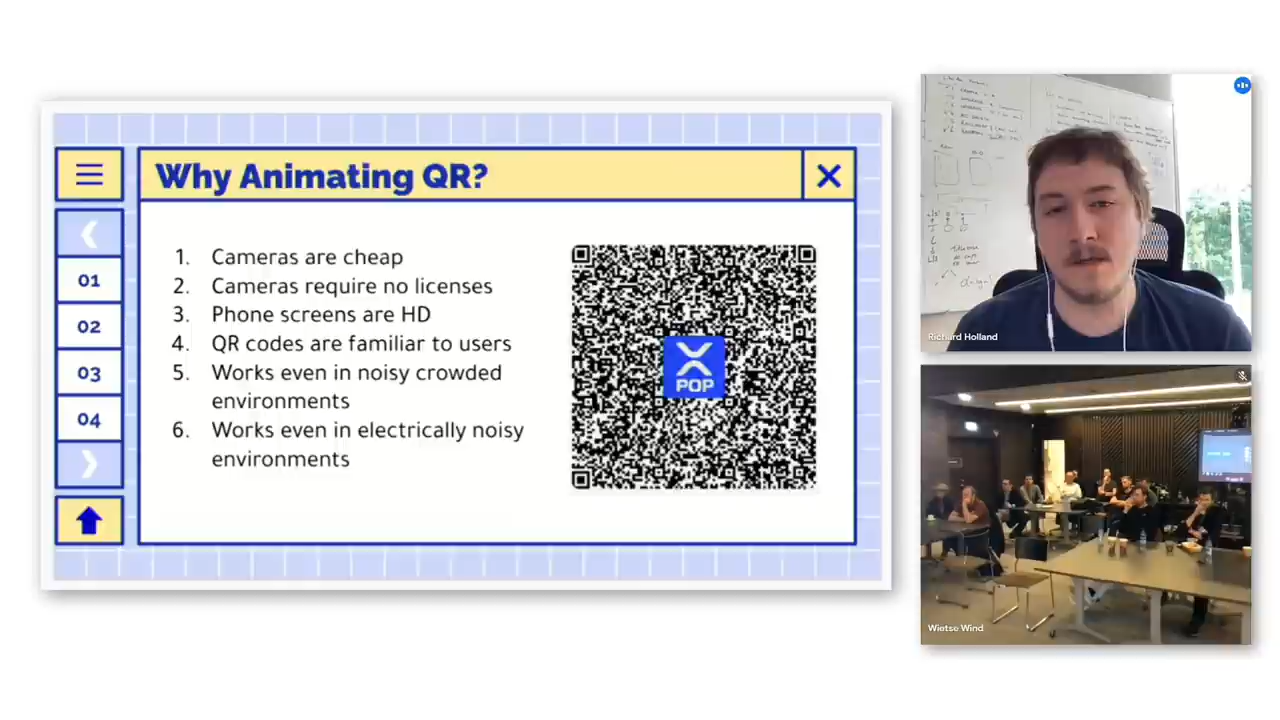 Why Animating QR?
01
02
03
04
1. Cameras are cheap
2. Cameras require no licenses
3. Phone screens are HD
4. QR codes are familiar to users
5. Works even in noisy crowded
environments
6. Works even in electrically noisy
environments
X
POP
Richard Holland
Wietse Wind